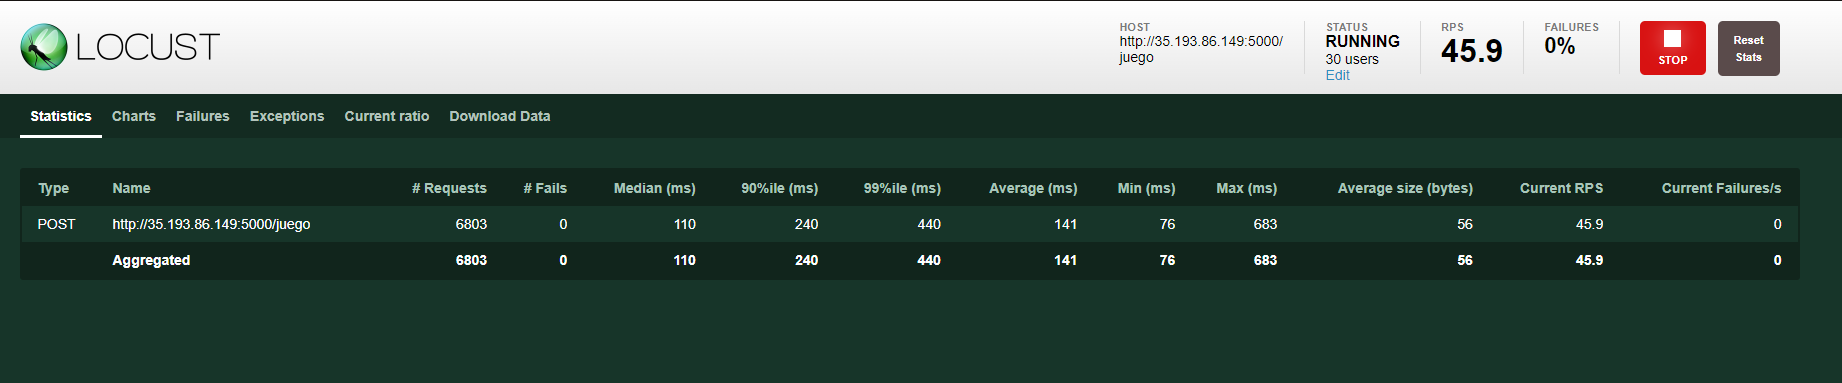 LOCUST
HOST
http://35.193.86.149:5000/
juego
STATUS
RUNNING
30 users
Edit
RPS
45.9
FAILURES
0%
STOP
Reset
Stats
Statistics Charts Failures Exceptions Current ratio Download Data
Type Name # Requests # Fails Median (ms) 90%ile (ms) 99%ile (ms) Average (ms) Min (ms) Max (ms) Average size (bytes) Current RPS Current Failures/s
POST http://35.193.86.149:5000/juego 6803 0 110 240 440 141 76 683 56 45.9 0
Aggregated 6803 0 110 240 440 141 76 683 56 45.9 0